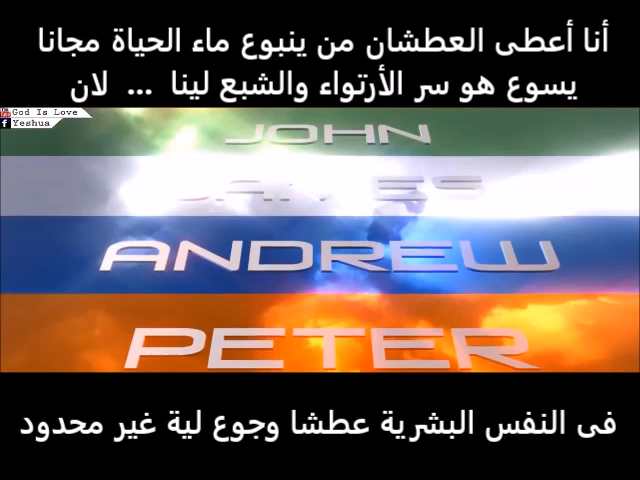 أنا أعطى العطشان من ينبوع ماء الحياة مجانا
يسوع هو سر الأرتواء والشبع لينا ... لان
God Is Love
Yeshua
JOHN
JAMES
ANDREW
PETER
فى النفس البشرية عطشا وجوع لية غير محدود